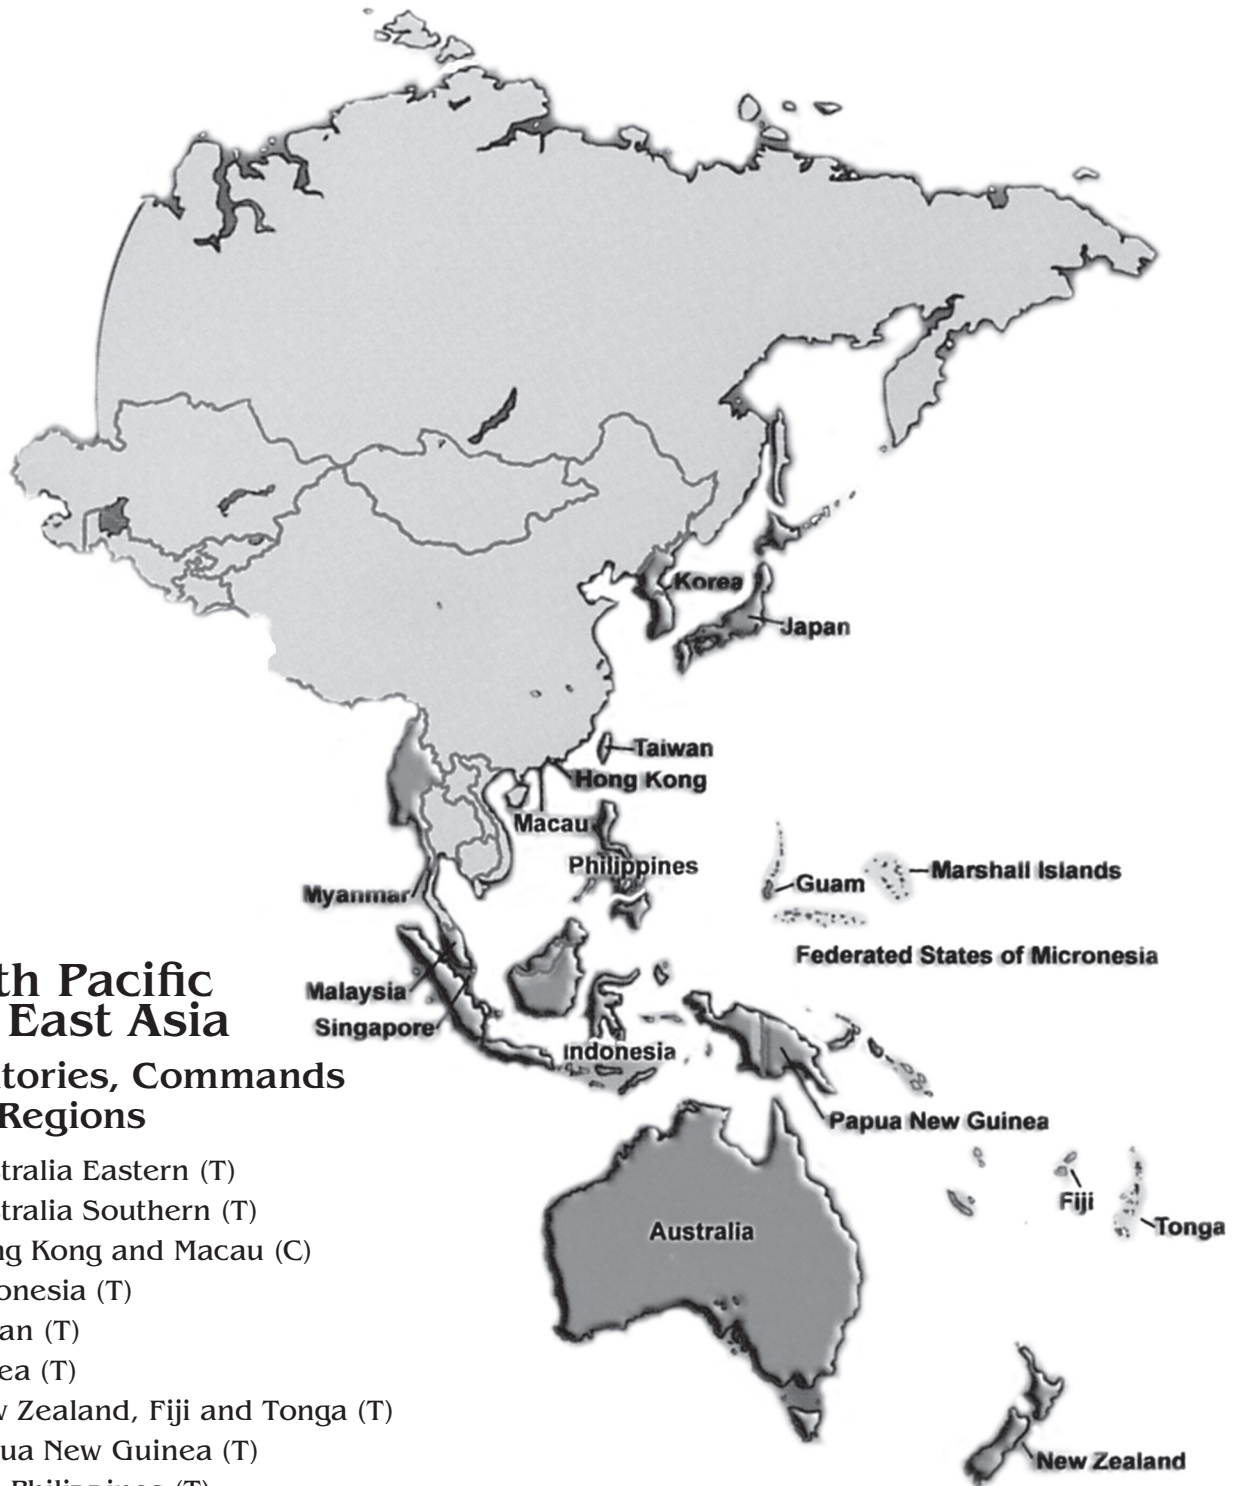 Korea
Japan
Taiwan
Hong Kong
Macau
Philippines
Guam
Marshall Islands
Myanmar
Federated States of Micronesia
th Pacific
East Asia
Malaysia
Singapore
Indonesia
tories, Commands
Regions
Papua New Guinea
tralia Eastern (T)
tralia Southern (T)
Fiji
Tonga
Australia
ng Kong and Macau (C)
onesia (T)
an (T)
ea (T)
w Zealand, Fiji and Tonga (T)
pua New Guinea (T)
New Zealand
Philippines (T)